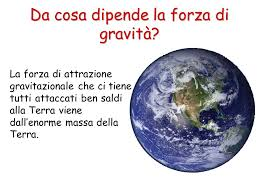 Da cosa dipende la forza di
gravità?
La forza di attrazione
gravitazionale che ci tiene
tutti attaccati ben saldi
alla Terra viene
dall'enorme massa della
Terra.